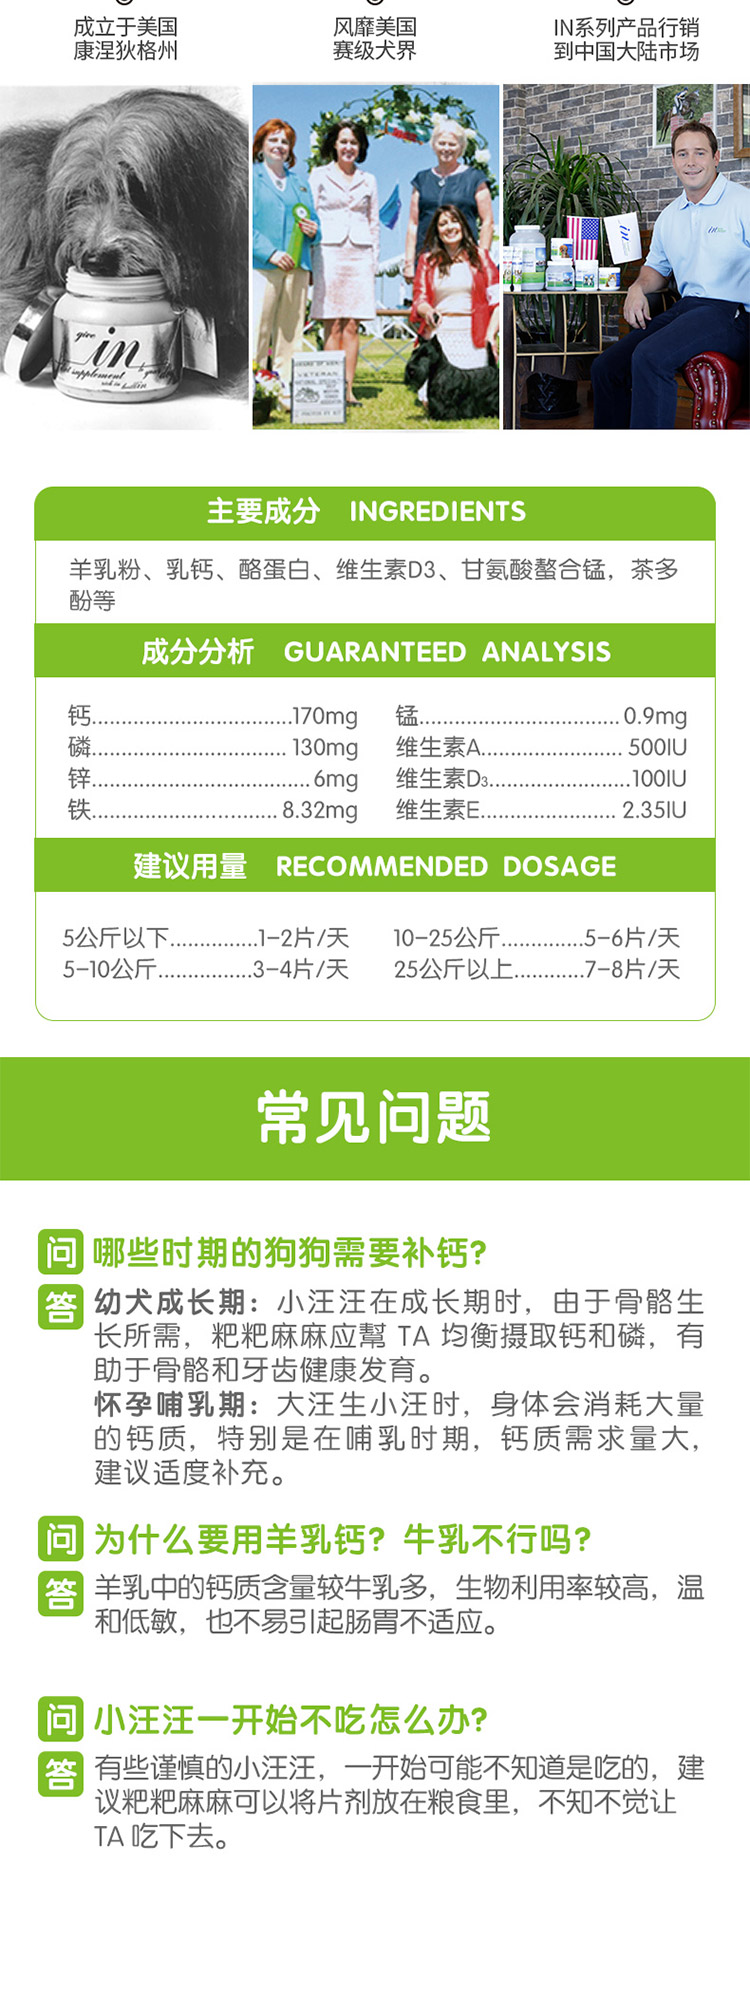 成立于美国
康涅狄格州
风靡美国
赛级犬界
IN系列产品行销
到中国大陆市场
give
in
supplement
in
VETERAN
主要成分 INGREDIENTS
羊乳粉、乳钙、酪蛋白、维生素D3、甘氨酸螯合锰，茶多
酚等
成分分析 GUARANTEED ANALYSIS
钙................................170mg
磷............................... 130mg
锌................................... 6mg
铁.............................. 8.32mg
锰................................ 0.9mg
维生素A....................... 500IU
维生素D3.......................100IU
维生素E...................... 2.35IU
建议用量 RECOMMENDED DOSAGE
5公斤以下..............1-2片/天
5-10公斤...............3-4片/天
10-25公斤.............5-6片/天
25公斤以上...........7-8片/天
常见问题
问 哪些时期的狗狗需要补钙？
答 幼犬成长期：小汪汪在成长期时，由于骨骼生
长所需，粑粑麻麻应幫 TA 均衡摄取钙和磷，有
助于骨骼和牙齿健康发育。
怀孕哺乳期：大汪生小汪时，身体会消耗大量
的钙质，特别是在哺乳时期，钙质需求量大，
建议适度补充。
问 为什么要用羊乳钙？牛乳不行吗？
答 羊乳中的钙质含量较牛乳多，生物利用率较高，温
和低敏，也不易引起肠胃不适应。
问 小汪汪一开始不吃怎么办？
答 有些谨慎的小汪汪，一开始可能不知道是吃的，建
议粑粑麻麻可以将片剂放在粮食里，不知不觉让
TA 吃下去。